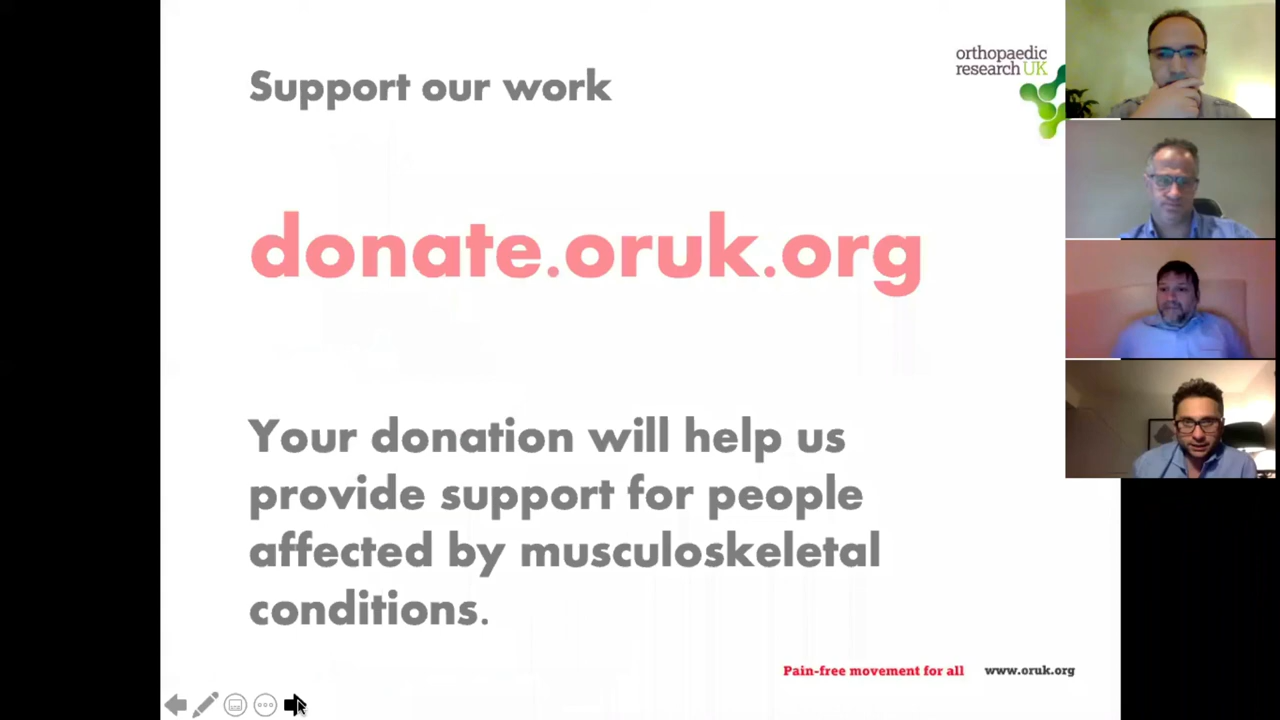 Support our work
orthopaedic
research UK
donate.oruk.org
Your donation will help us
provide support for people
affected by musculoskeletal
conditions.
Pain-free movement for all www.oruk.org